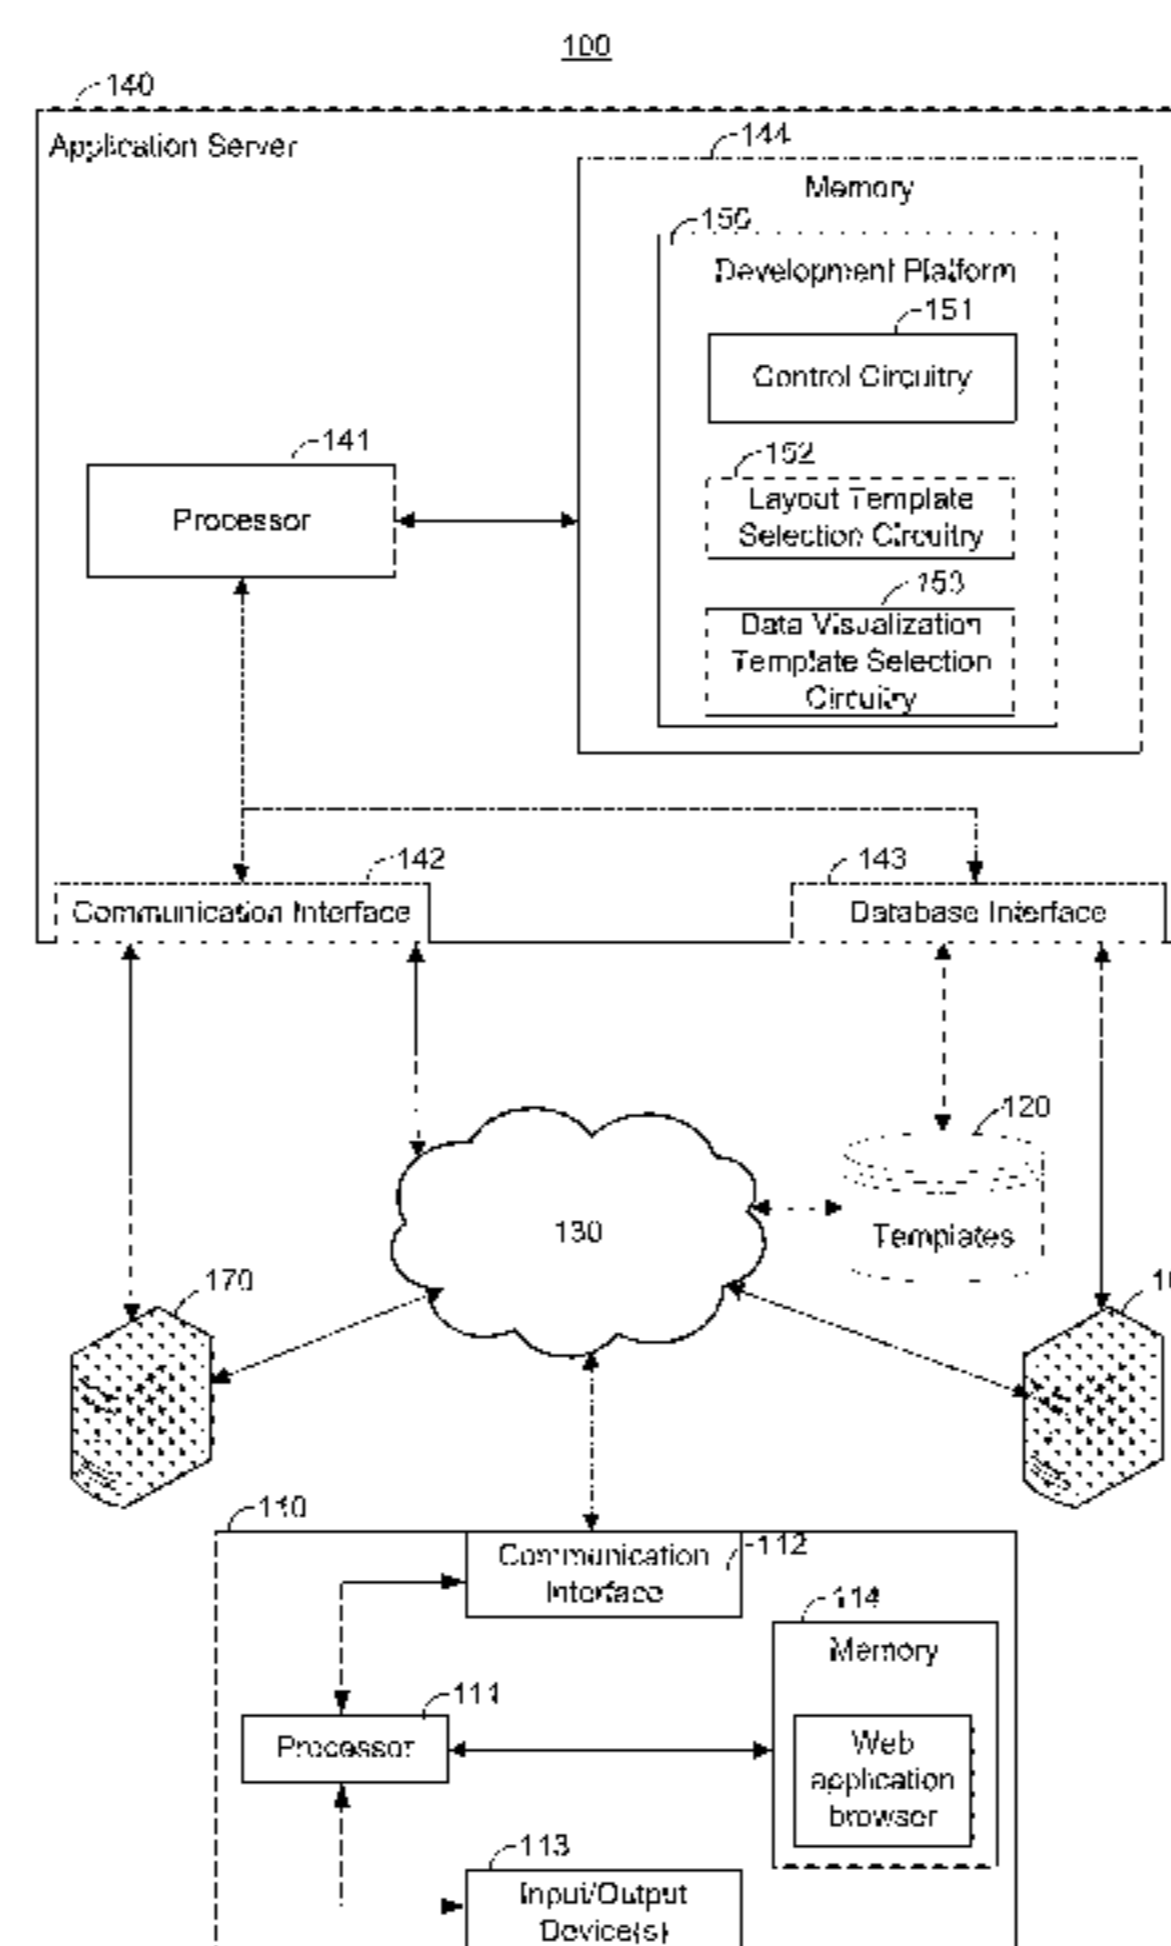 100
140
Application Server
144
Memory
150
Development Platform
151
Control Circuitry
141
Processor
152
Layout Template
Selection Circuitry
153
Data Visualization
Template Selection
Circuitry
142
Communication Interface
143
Database Interface
120
Templates
130
170
110
Communication
Interface
112
114
Memory
111
Processor
Web
application
browser
113
Input/Output
Device(s)